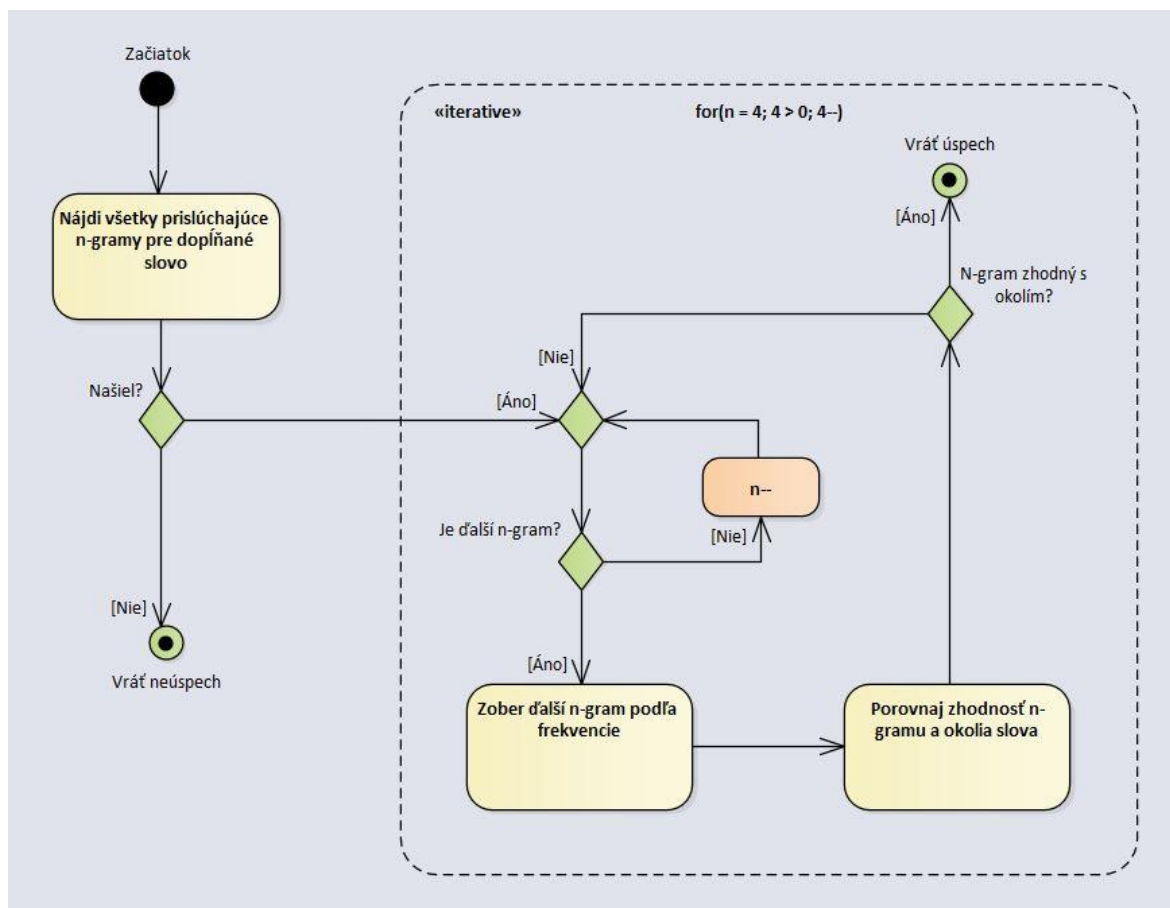 Začiatok
«iterative»
for(n = 4; 4 > 0; 4--)
Vráť úspech
[Áno]
Nájdi všetky prislúchajúce
n-gramy pre dopĺňané
slovo
N-gram zhodný s
okolím?
[Nie]
Našiel?
[Áno]
n--
Je ďalší n-gram?
[Nie]
[Nie]
Vráť neúspech
[Áno]
Zober ďalší n-gram podľa
frekvencie
Porovnaj zhodnosť n-
gramu a okolia slova